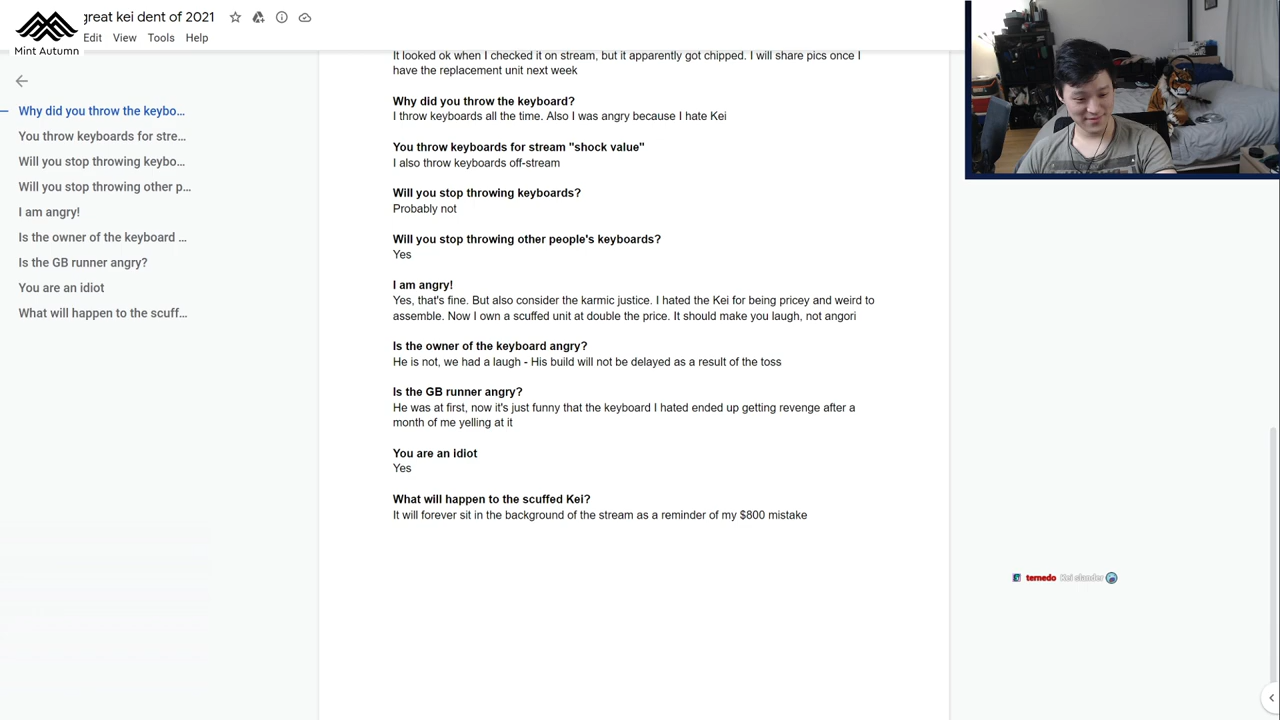 great kei dent of 2021
Mint Autumn
Edit View Tools Help
Why did you throw the keybo...
You throw keyboards for stre...
Will you stop throwing keybo...
Will you stop throwing other p...
I am angry!
Is the owner of the keyboard ...
Is the GB runner angry?
You are an idiot
What will happen to the scuff...
It looked ok when I checked it on stream, but it apparently got chipped. I will share pics once I
have the replacement unit next week
Why did you throw the keyboard?
I throw keyboards all the time. Also I was angry because I hate Kei
You throw keyboards for stream "shock value"
I also throw keyboards off-stream
Will you stop throwing keyboards?
Probably not
Will you stop throwing other people's keyboards?
Yes
I am angry!
Yes, that's fine. But also consider the karmic justice. I hated the Kei for being pricey and weird to
assemble. Now I own a scuffed unit at double the price. It should make you laugh, not angori
Is the owner of the keyboard angry?
He is not, we had a laugh - His build will not be delayed as a result of the toss
Is the GB runner angry?
He was at first, now it's just funny that the keyboard I hated ended up getting revenge after a
month of me yelling at it
You are an idiot
Yes
What will happen to the scuffed Kei?
It will forever sit in the background of the stream as a reminder of my $800 mistake
ternedo Kei slander